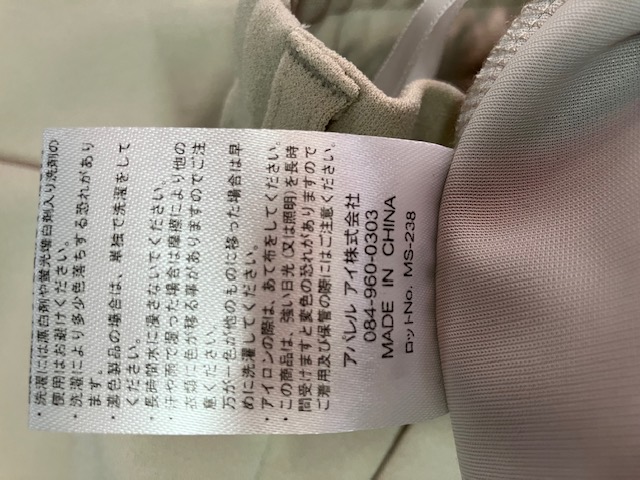 ・洗濯には漂白剤や蛍光増白剤入り洗剤の
使用はお避けください。
・洗濯により多少色落ちする恐れがあり
ます。
・濃色製品の場合は、単独で洗濯をして
ください。
・長時間水に浸さないでください。
・汗や雨で湿った場合は摩擦により他の
衣類に色が移る事がありますのでご注
意ください。
万が一色が他のものに移った場合は早
めに洗濯してください。
・アイロンの際は、あて布をしてください。
・この商品は、強い日光(又は照明)を長時
間受けますと変色の恐れがありますので
ご着用及び保管の際にはご注意ください。
アパレル アイ株式会社
084-960-0303
MADE IN CHINA
ロットNo. MS-238